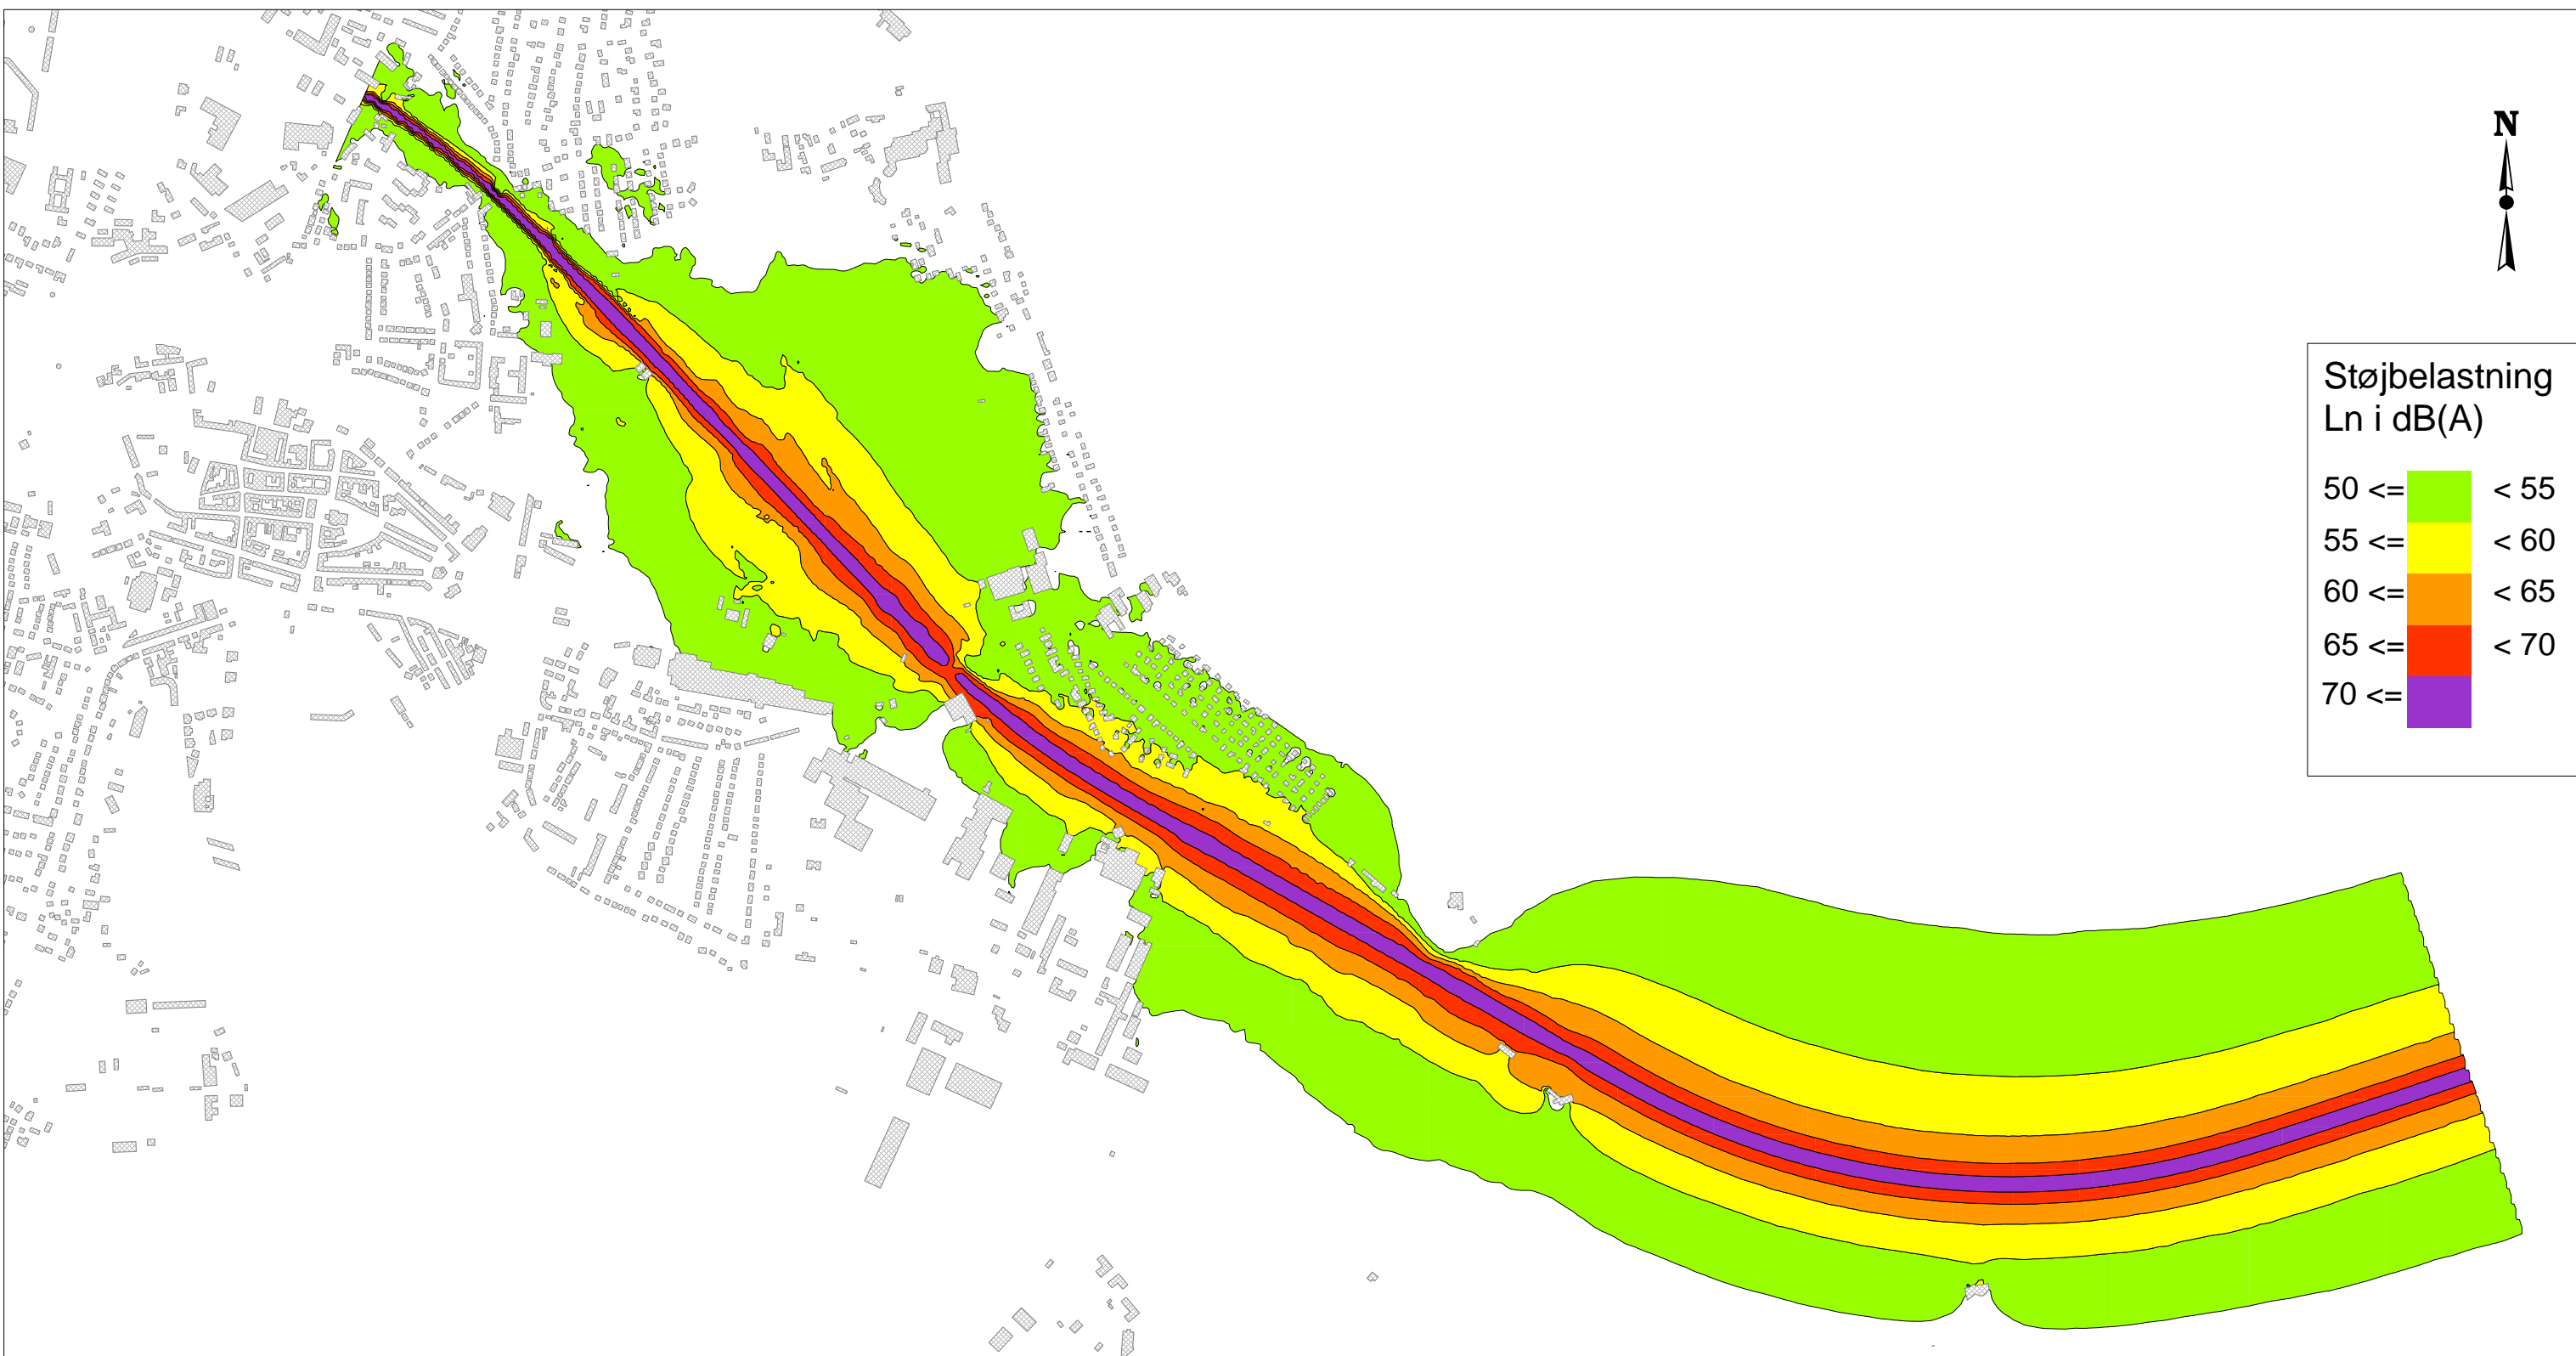 N
Støjbelastning
Ln i dB(A)
50 <= < 55
55 <= < 60
60 <= < 65
65 <= < 70
70 <=